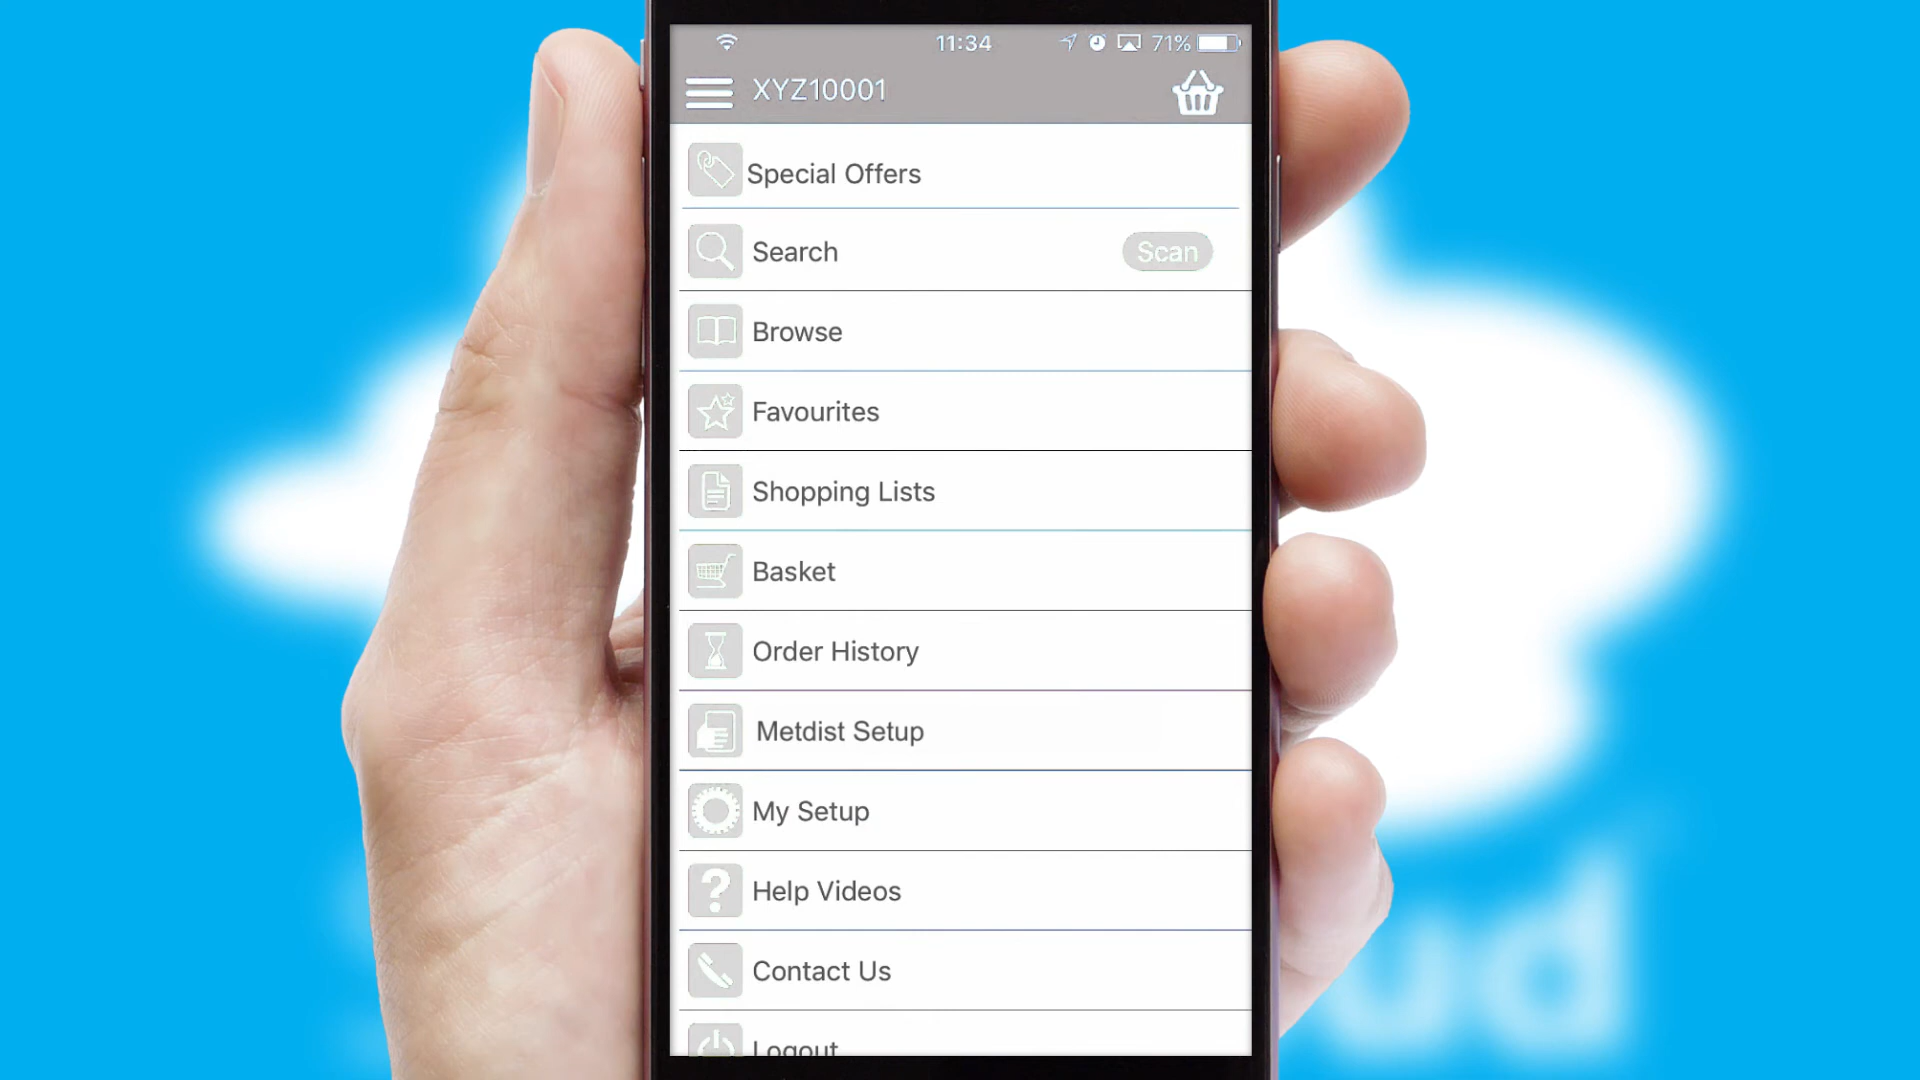 11:34
71%
XYZ10001
Special Offers
Search
Scan
Browse
Favourites
Shopping Lists
Basket
Order History
Metdist Setup
My Setup
Help Videos
Contact Us
Logout
ud